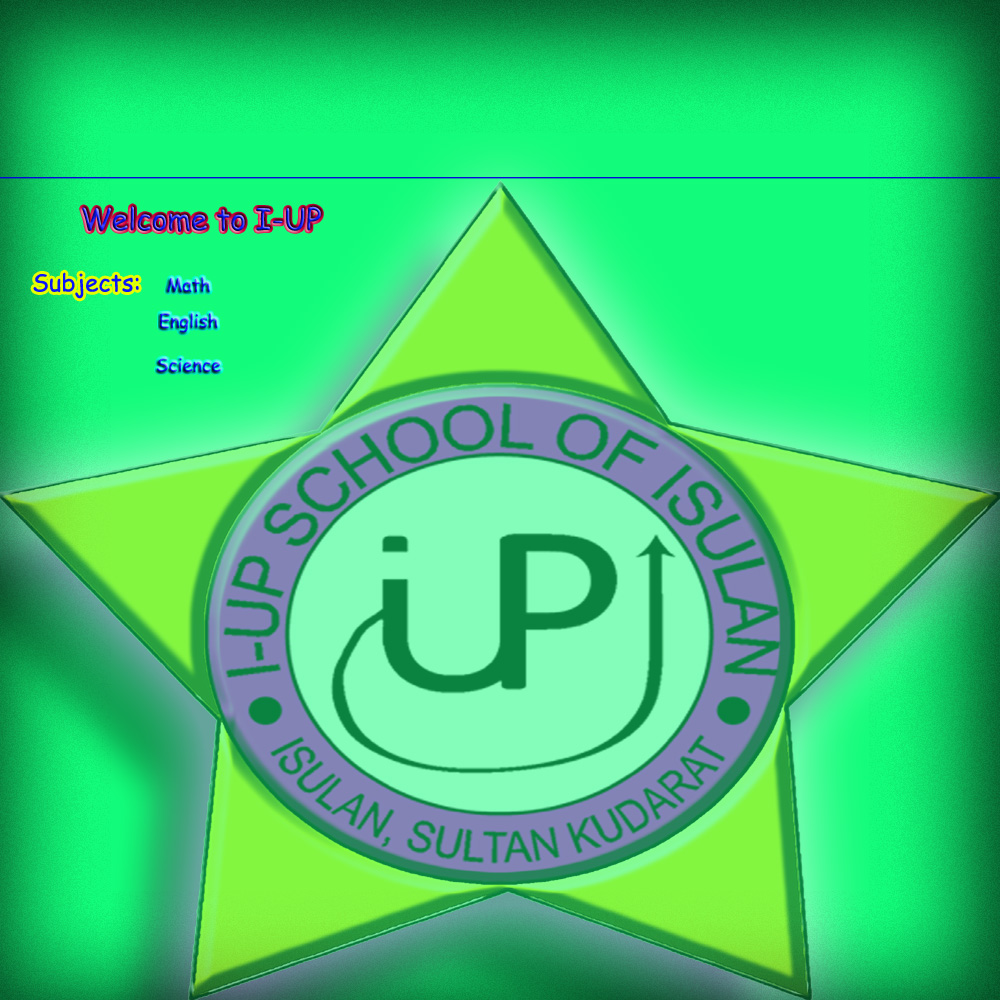 Welcome to I-UP
Subjects: Math
English
Science
I-UP SCHOOL OF ISULAN
iUP
ISULAN, SULTAN KUDARAT